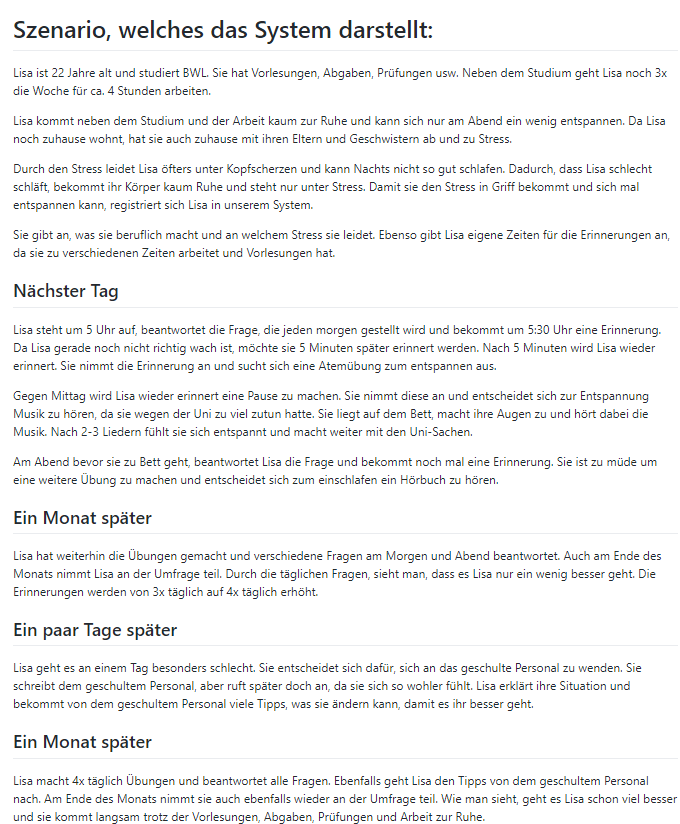 Szenario, welches das System darstellt:
Lisa ist 22 Jahre alt und studiert BWL. Sie hat Vorlesungen, Abgaben, Prüfungen usw. Neben dem Studium geht Lisa noch 3x
die Woche für ca. 4 Stunden arbeiten.
Lisa kommt neben dem Studium und der Arbeit kaum zur Ruhe und kann sich nur am Abend ein wenig entspannen. Da Lisa
noch zuhause wohnt, hat sie auch zuhause mit ihren Eltern und Geschwistern ab und zu Stress.
Durch den Stress leidet Lisa öfters unter Kopfscherzen und kann Nachts nicht so gut schlafen. Dadurch, dass Lisa schlecht
schläft, bekommt ihr Körper kaum Ruhe und steht nur unter Stress. Damit sie den Stress in Griff bekommt und sich mal
entspannen kann, registriert sich Lisa in unserem System.
Sie gibt an, was sie beruflich macht und an welchem Stress sie leidet. Ebenso gibt Lisa eigene Zeiten für die Erinnerungen an,
da sie zu verschiedenen Zeiten arbeitet und Vorlesungen hat.
Nächster Tag
Lisa steht um 5 Uhr auf, beantwortet die Frage, die jeden morgen gestellt wird und bekommt um 5:30 Uhr eine Erinnerung.
Da Lisa gerade noch nicht richtig wach ist, möchte sie 5 Minuten später erinnert werden. Nach 5 Minuten wird Lisa wieder
erinnert. Sie nimmt die Erinnerung an und sucht sich eine Atemübung zum entspannen aus.
Gegen Mittag wird Lisa wieder erinnert eine Pause zu machen. Sie nimmt diese an und entscheidet sich zur Entspannung
Musik zu hören, da sie wegen der Uni zu viel zutun hatte. Sie liegt auf dem Bett, macht ihre Augen zu und hört dabei die
Musik. Nach 2-3 Liedern fühlt sie sich entspannt und macht weiter mit den Uni-Sachen.
Am Abend bevor sie zu Bett geht, beantwortet Lisa die Frage und bekommt noch mal eine Erinnerung. Sie ist zu müde um
eine weitere Übung zu machen und entscheidet sich zum einschlafen ein Hörbuch zu hören.
Ein Monat später
Lisa hat weiterhin die Übungen gemacht und verschiedene Fragen am Morgen und Abend beantwortet. Auch am Ende des
Monats nimmt Lisa an der Umfrage teil. Durch die täglichen Fragen, sieht man, dass es Lisa nur ein wenig besser geht. Die
Erinnerungen werden von 3x täglich auf 4x täglich erhöht.
Ein paar Tage später
Lisa geht es an einem Tag besonders schlecht. Sie entscheidet sich dafür, sich an das geschulte Personal zu wenden. Sie
schreibt dem geschultem Personal, aber ruft später doch an, da sie sich so wohler fühlt. Lisa erklärt ihre Situation und
bekommt von dem geschultem Personal viele Tipps, was sie ändern kann, damit es ihr besser geht.
Ein Monat später
Lisa macht 4x täglich Übungen und beantwortet alle Fragen. Ebenfalls geht Lisa den Tipps von dem geschultem Personal
nach. Am Ende des Monats nimmt sie auch ebenfalls wieder an der Umfrage teil. Wie man sieht, geht es Lisa schon viel besser
und sie kommt langsam trotz der Vorlesungen, Abgaben, Prüfungen und Arbeit zur Ruhe.